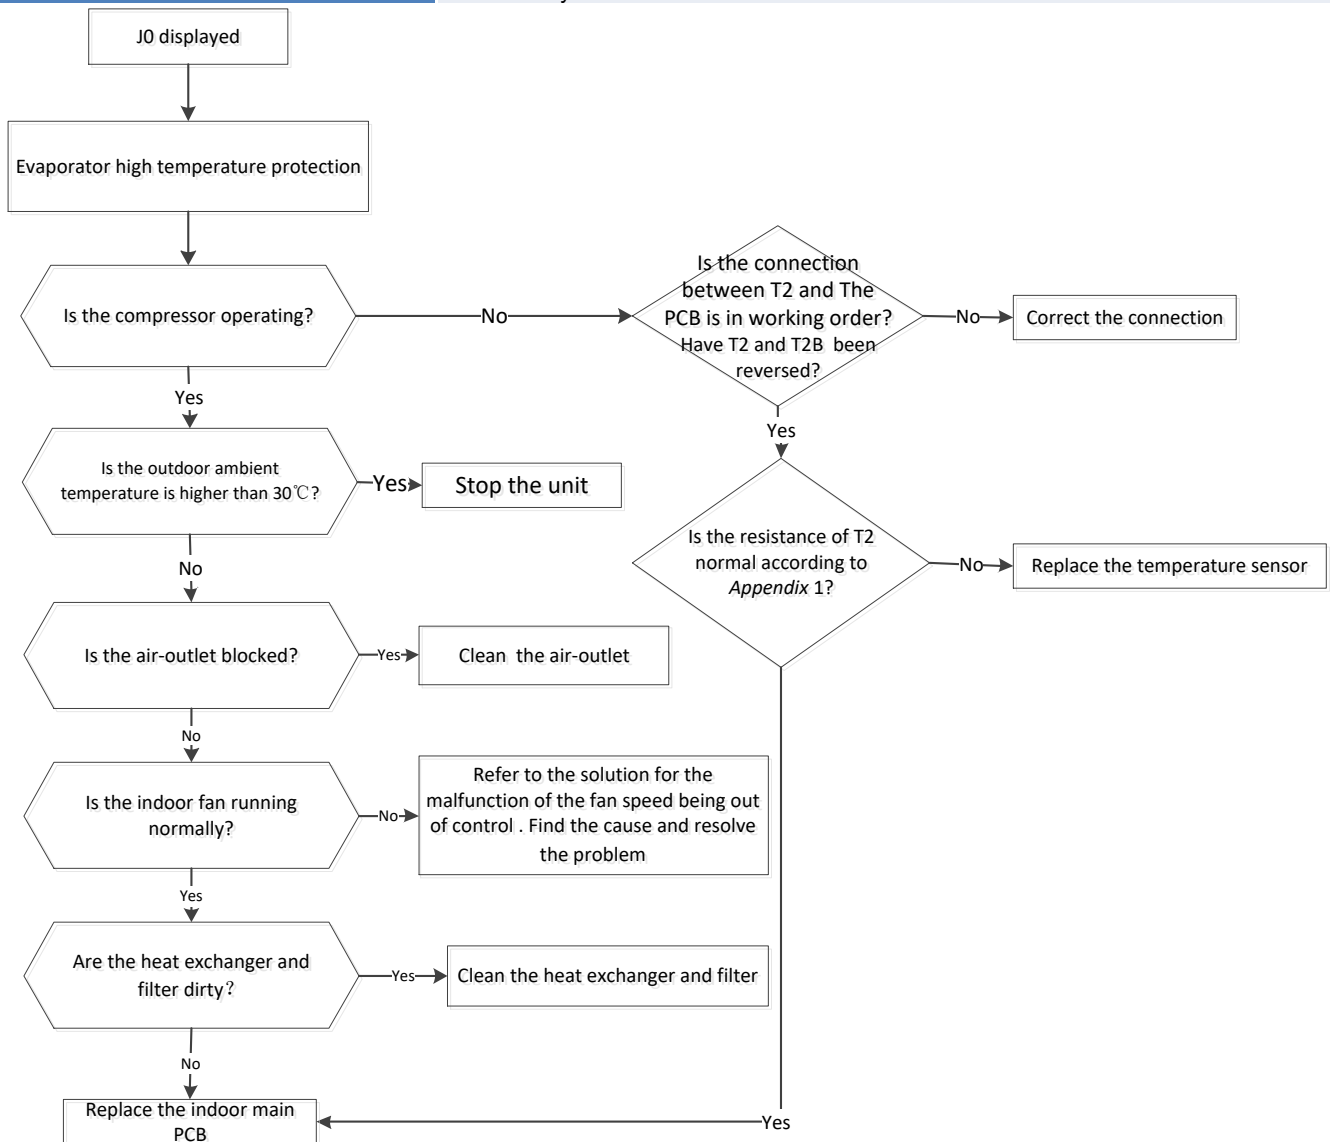 J0 displayed
Evaporator high temperature protection
Is the compressor operating?
No
Is the connection
between T2 and The
PCB is in working order?
Have T2 and T2B been
reversed?
No
Correct the connection
Yes
Yes
Is the outdoor ambient
temperature is higher than 30℃?
Yes
Stop the unit
Is the resistance of T2
normal according to
Appendix 1?
No
Replace the temperature sensor
No
Is the air-outlet blocked?
Yes
Clean the air-outlet
No
Is the indoor fan running
normally?
No
Refer to the solution for the
malfunction of the fan speed being out
of control . Find the cause and resolve
the problem
Yes
Are the heat exchanger and
filter dirty?
Yes
Clean the heat exchanger and filter
No
Replace the indoor main
PCB
Yes